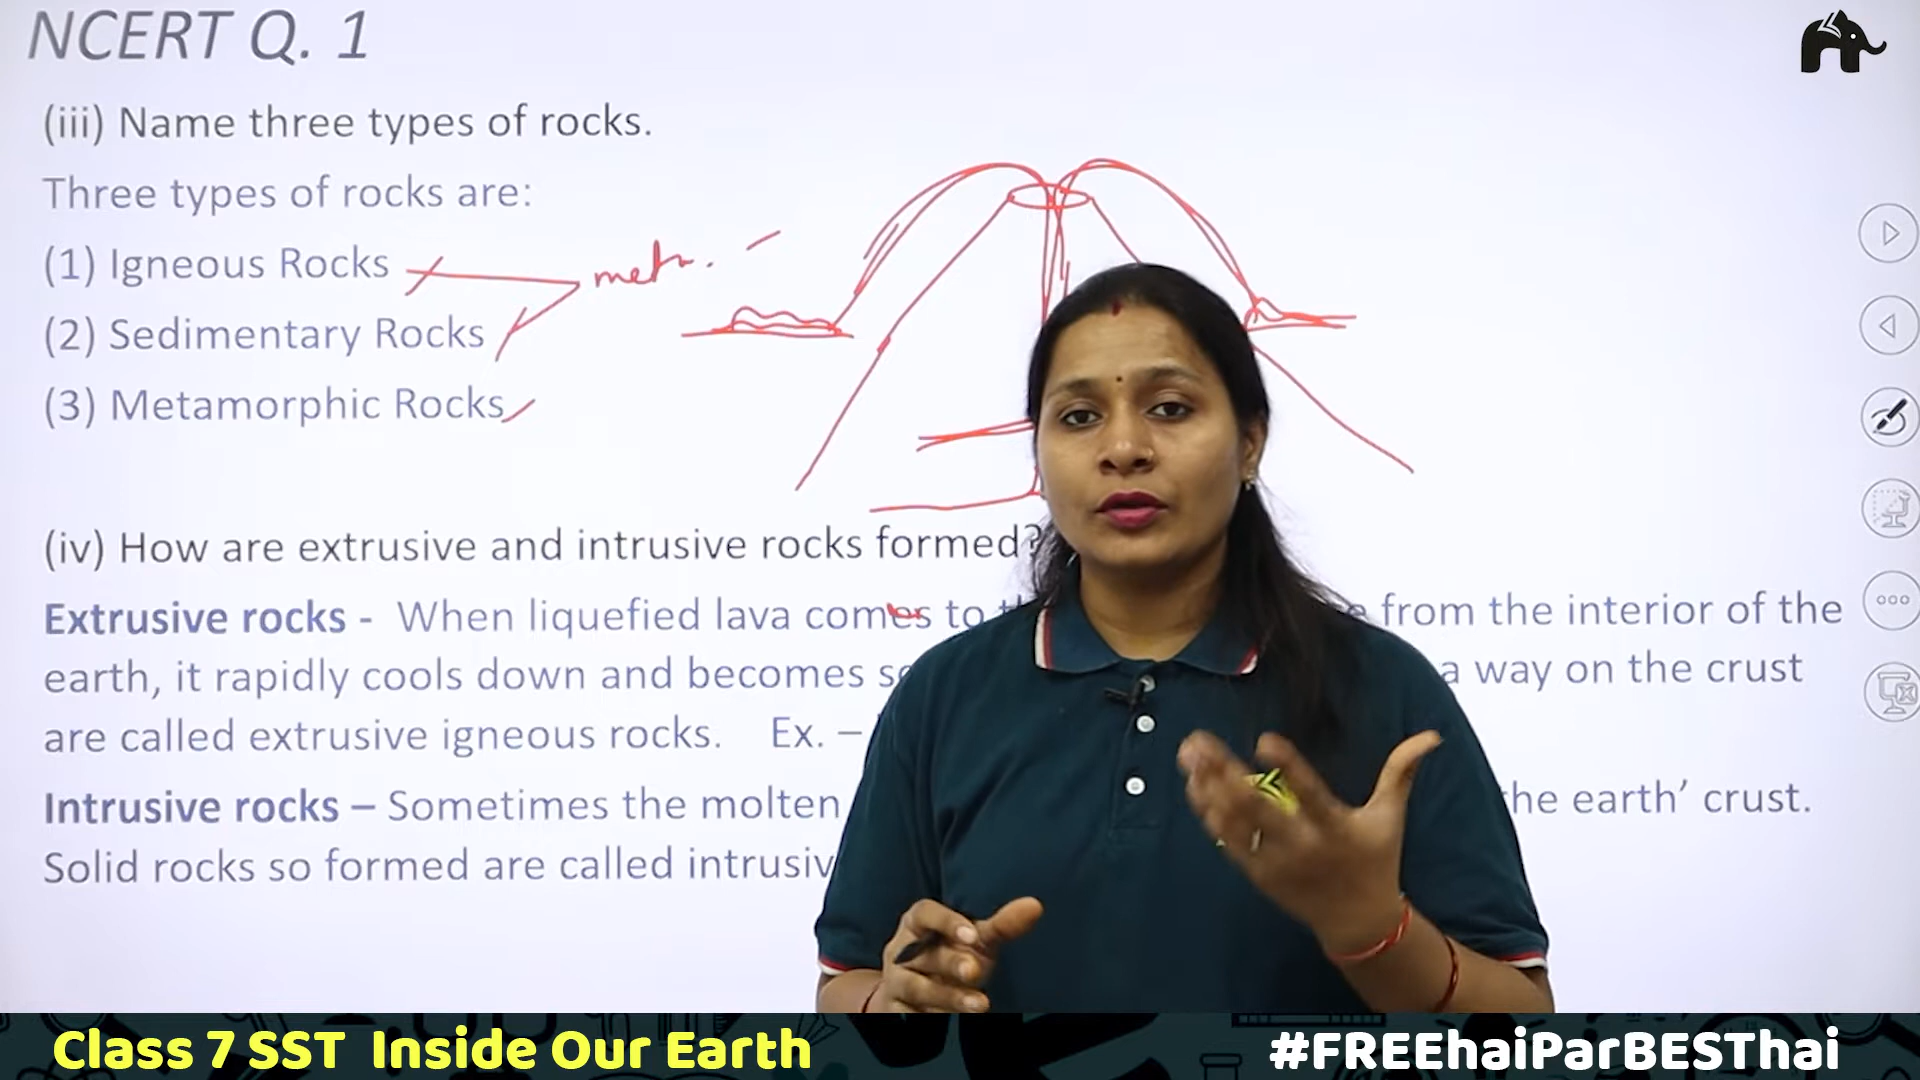 NCERT Q. 1
(iii) Name three types of rocks.
Three types of rocks are:
(1) Igneous Rocks
(2) Sedimentary Rocks
(3) Metamorphic Rocks
(iv) How are extrusive and intrusive rocks formed?
Extrusive rocks - When liquefied lava comes to from the interior of the
earth, it rapidly cools down and becomes a way on the crust
are called extrusive igneous rocks. Ex. –
Intrusive rocks – Sometimes the molten the earth’ crust.
Solid rocks so formed are called
Class 7 SST Inside Our Earth
#FREEhaiParBESThai